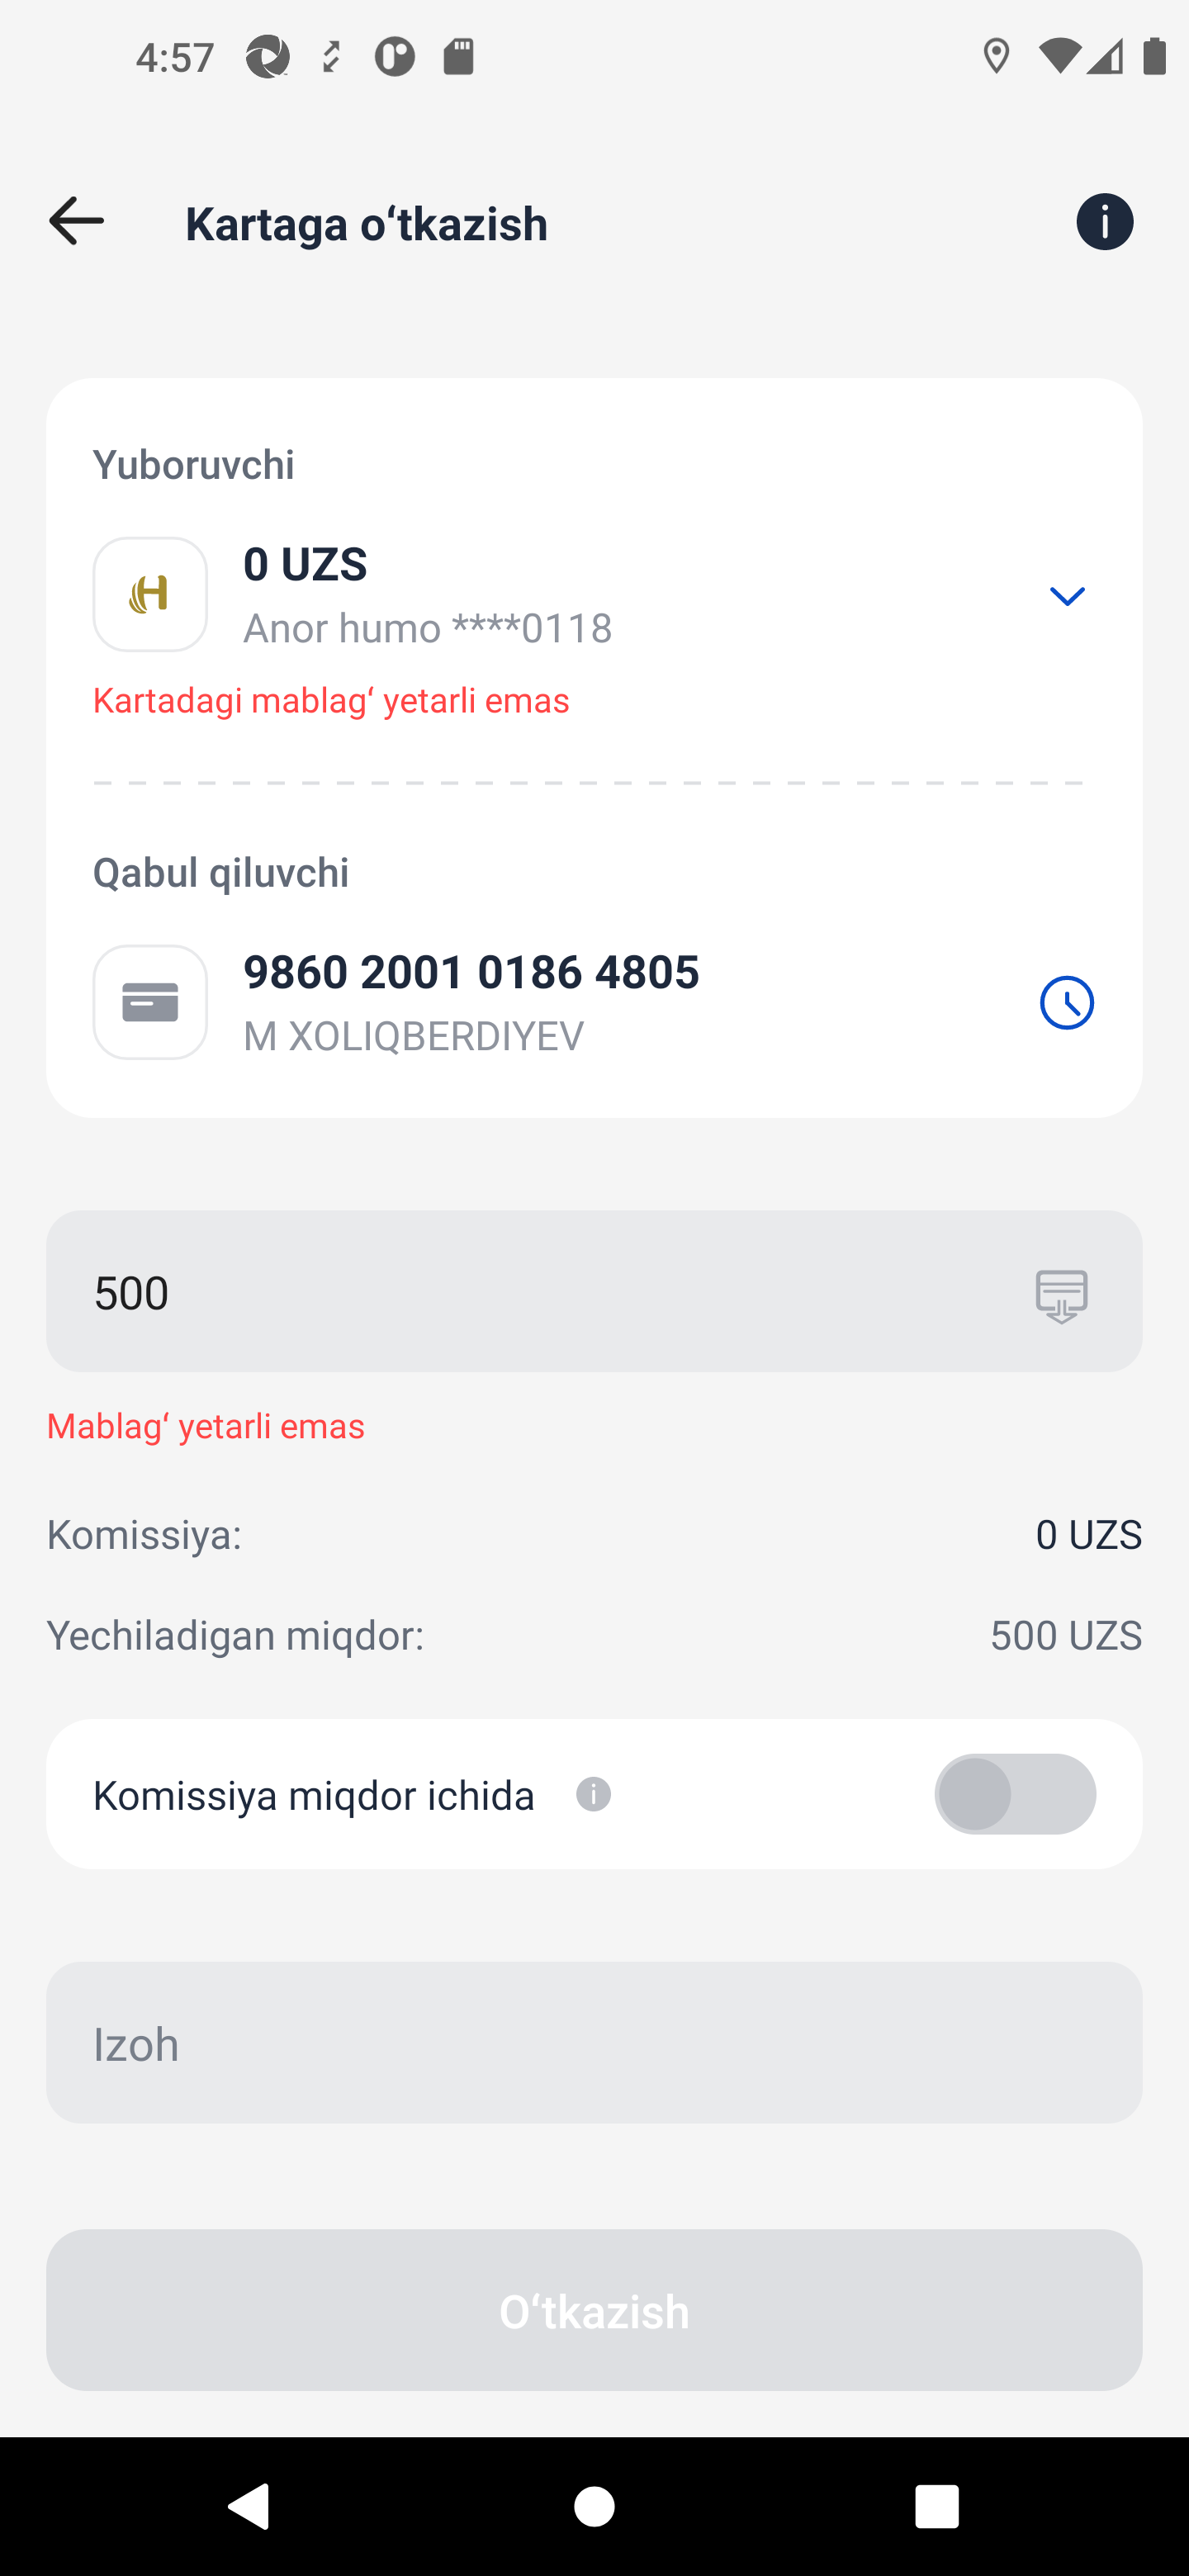 4:57
Kartaga o‘tkazish
Yuboruvchi
0 UZS
Anor humo ****0118
Kartadagi mablag‘ yetarli emas
Qabul qiluvchi
9860 2001 0186 4805
M XOLIQBERDIYEV
500
Mablag‘ yetarli emas
Komissiya:
0 UZS
Yechiladigan miqdor:
500 UZS
Komissiya miqdor ichida
Izoh
O‘tkazish